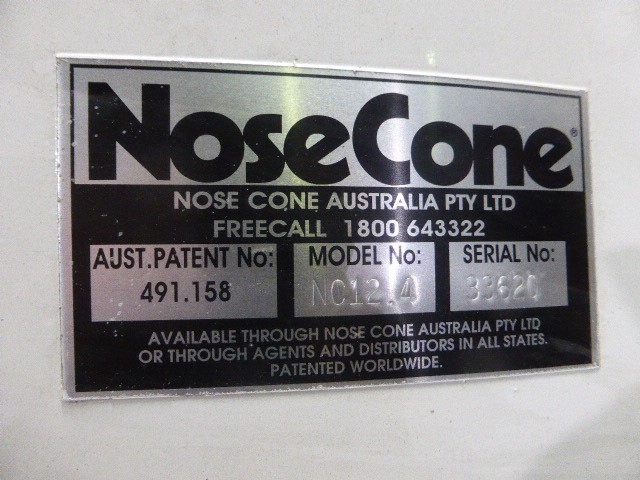 NoseCone®
NOSE CONE AUSTRALIA PTY LTD
FREECALL 1800 643322
AUST.PATENT No: MODEL No: SERIAL No:
491.158 NC12.4
AVAILABLE THROUGH NOSE CONE AUSTRALIA PTY LTD
OR THROUGH AGENTS AND DISTRIBUTORS IN ALL STATES.
PATENTED WORLDWIDE.